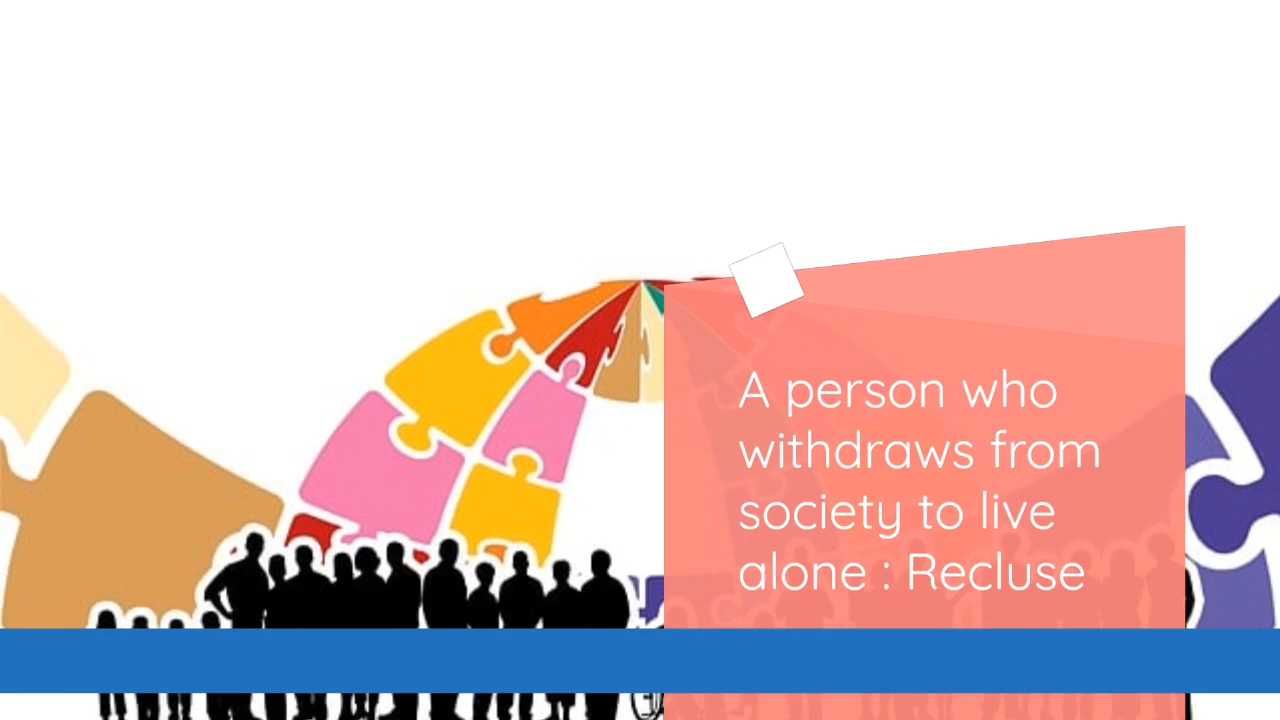 A person who
withdraws from
society to live
alone : Recluse